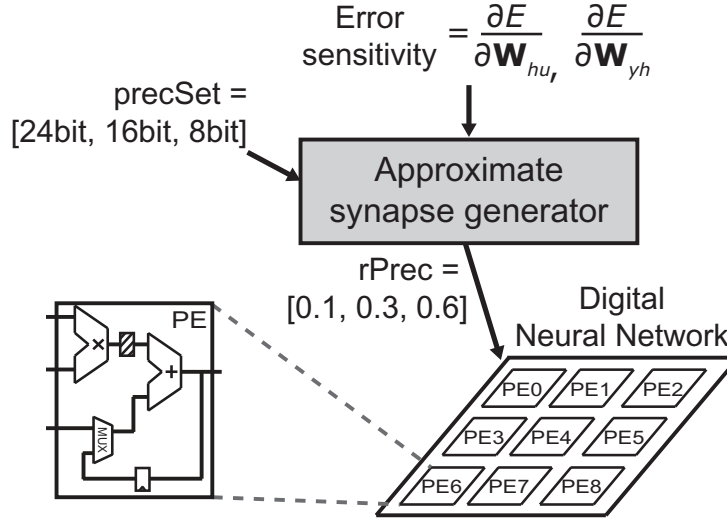 Error
sensitivity = ∂E/∂W_hu, ∂E/∂W_yh
precSet =
[24bit, 16bit, 8bit]
Approximate
synapse generator
rPrec =
[0.1, 0.3, 0.6]
Digital
Neural Network
PE
×
+
MUX
PE0 PE1 PE2
PE3 PE4 PE5
PE6 PE7 PE8